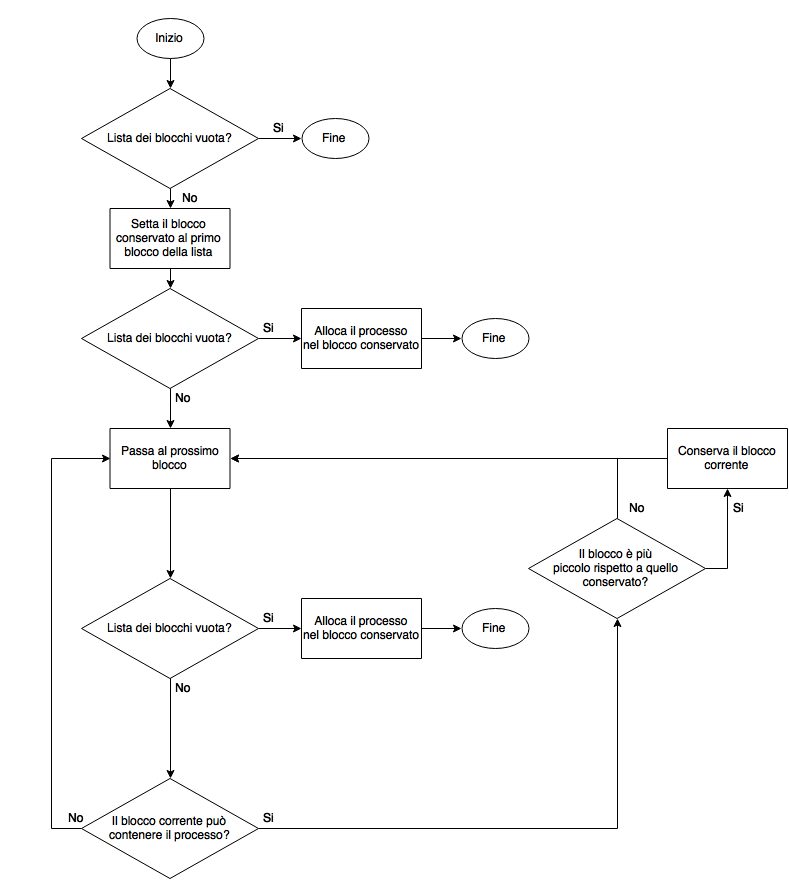 Inizio
Lista dei blocchi vuota?
Si
Fine
No
Setta il blocco
conservato al primo
blocco della lista
Lista dei blocchi vuota?
Si
Alloca il processo
nel blocco conservato
Fine
No
Passa al prossimo
blocco
Conserva il blocco
corrente
No
Si
Il blocco è più
piccolo rispetto a quello
conservato?
Lista dei blocchi vuota?
Si
Alloca il processo
nel blocco conservato
Fine
No
No
Il blocco corrente può
contenere il processo?
Si